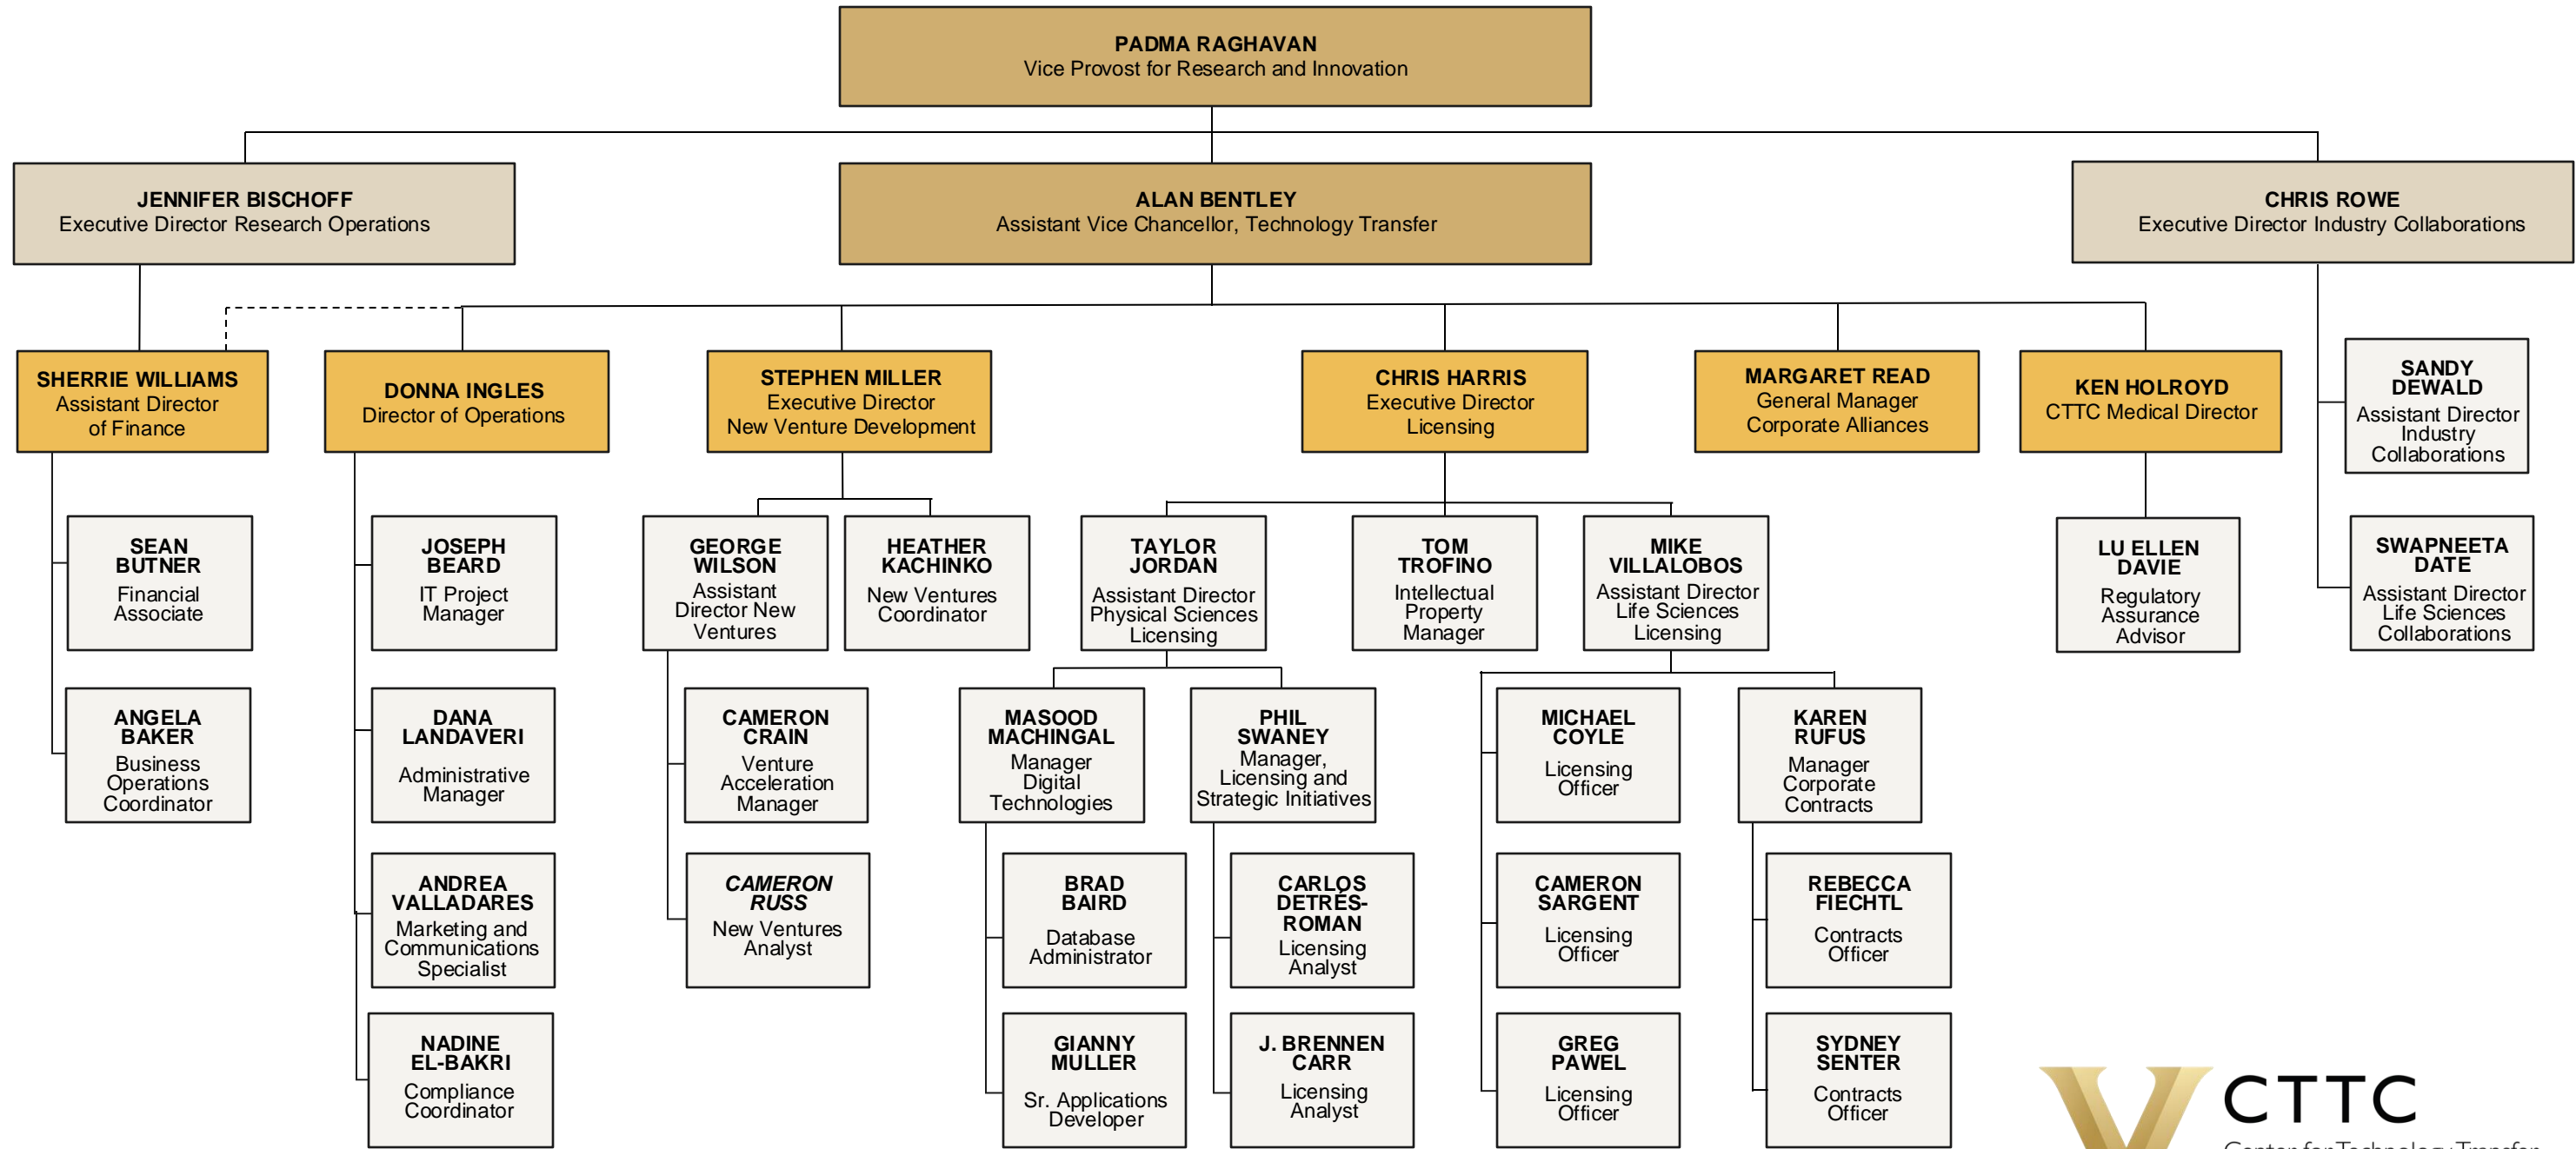 PADMA RAGHAVAN
Vice Provost for Research and Innovation
JENNIFER BISCHOFF
Executive Director Research Operations
ALAN BENTLEY
Assistant Vice Chancellor, Technology Transfer
CHRIS ROWE
Executive Director Industry Collaborations
SHERRIE WILLIAMS
Assistant Director
of Finance
DONNA INGLES
Director of Operations
STEPHEN MILLER
Executive Director
New Venture Development
CHRIS HARRIS
Executive Director
Licensing
MARGARET READ
General Manager
Corporate Alliances
KEN HOLROYD
CTTC Medical Director
SANDY
DEWALD
Assistant Director
Industry
Collaborations
SEAN
BUTNER
Financial
Associate
JOSEPH
BEARD
IT Project
Manager
GEORGE
WILSON
Assistant
Director New
Ventures
HEATHER
KACHINKO
New Ventures
Coordinator
TAYLOR
JORDAN
Assistant Director
Physical Sciences
Licensing
TOM
TROFINO
Intellectual
Property
Manager
MIKE
VILLALOBOS
Assistant Director
Life Sciences
Licensing
LU ELLEN
DAVIE
Regulatory
Assurance
Advisor
SWAPNEETA
DATE
Assistant Director
Life Sciences
Collaborations
ANGELA
BAKER
Business
Operations
Coordinator
DANA
LANDAVERI
Administrative
Manager
CAMERON
CRAIN
Venture
Acceleration
Manager
MASOOD
MACHINGAL
Manager
Digital
Technologies
PHIL
SWANEY
Manager,
Licensing and
Strategic Initiatives
MICHAEL
COYLE
Licensing
Officer
KAREN
RUFUS
Manager
Corporate
Contracts
ANDREA
VALLADARES
Marketing and
Communications
Specialist
CAMERON
RUSS
New Ventures
Analyst
BRAD
BAIRD
Database
Administrator
CARLOS
DETRÉS-
ROMAN
Licensing
Analyst
CAMERON
SARGENT
Licensing
Officer
REBECCA
FIECHTL
Contracts
Officer
NADINE
EL-BAKRI
Compliance
Coordinator
GIANNY
MULLER
Sr. Applications
Developer
J. BRENNEN
CARR
Licensing
Analyst
GREG
PAWEL
Licensing
Officer
SYDNEY
SENTER
Contracts
Officer
CTTC
Center for Technology Transfer